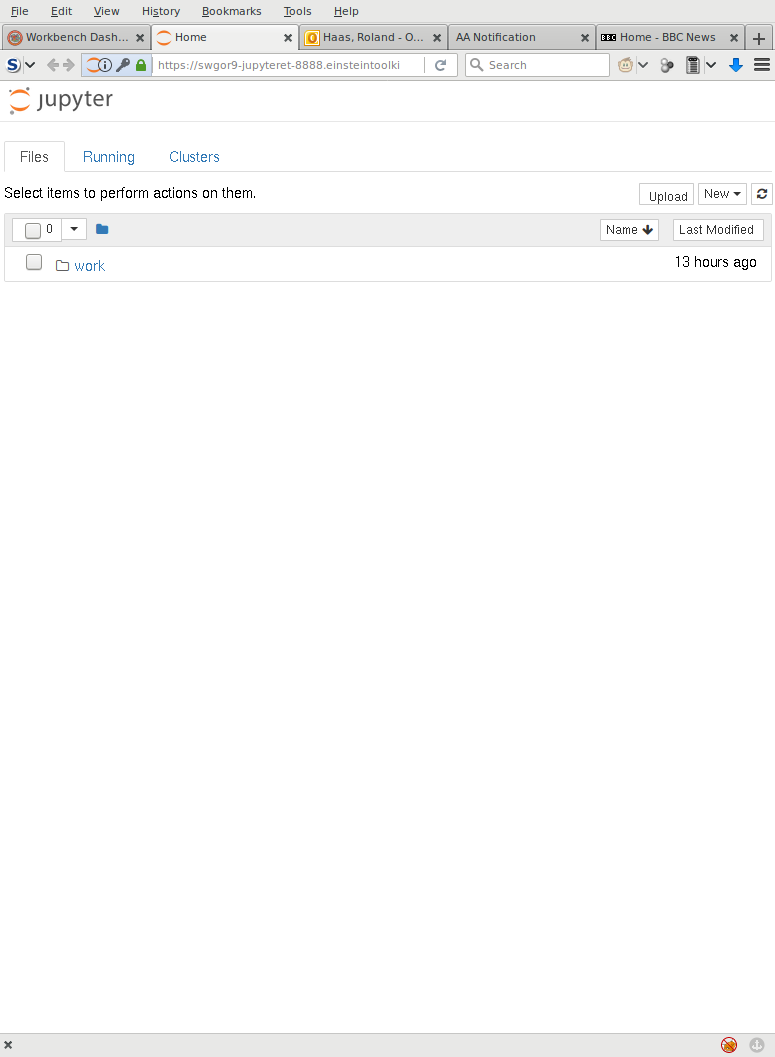 File Edit View History Bookmarks Tools Help
Workbench Dash... Home Haas, Roland - O... AA Notification BBC Home - BBC News
S https://swgor9-jupyteret-8888.einsteintoolki Search
jupyter
Files Running Clusters
Select items to perform actions on them.
Upload New
0 Name Last Modified
work 13 hours ago